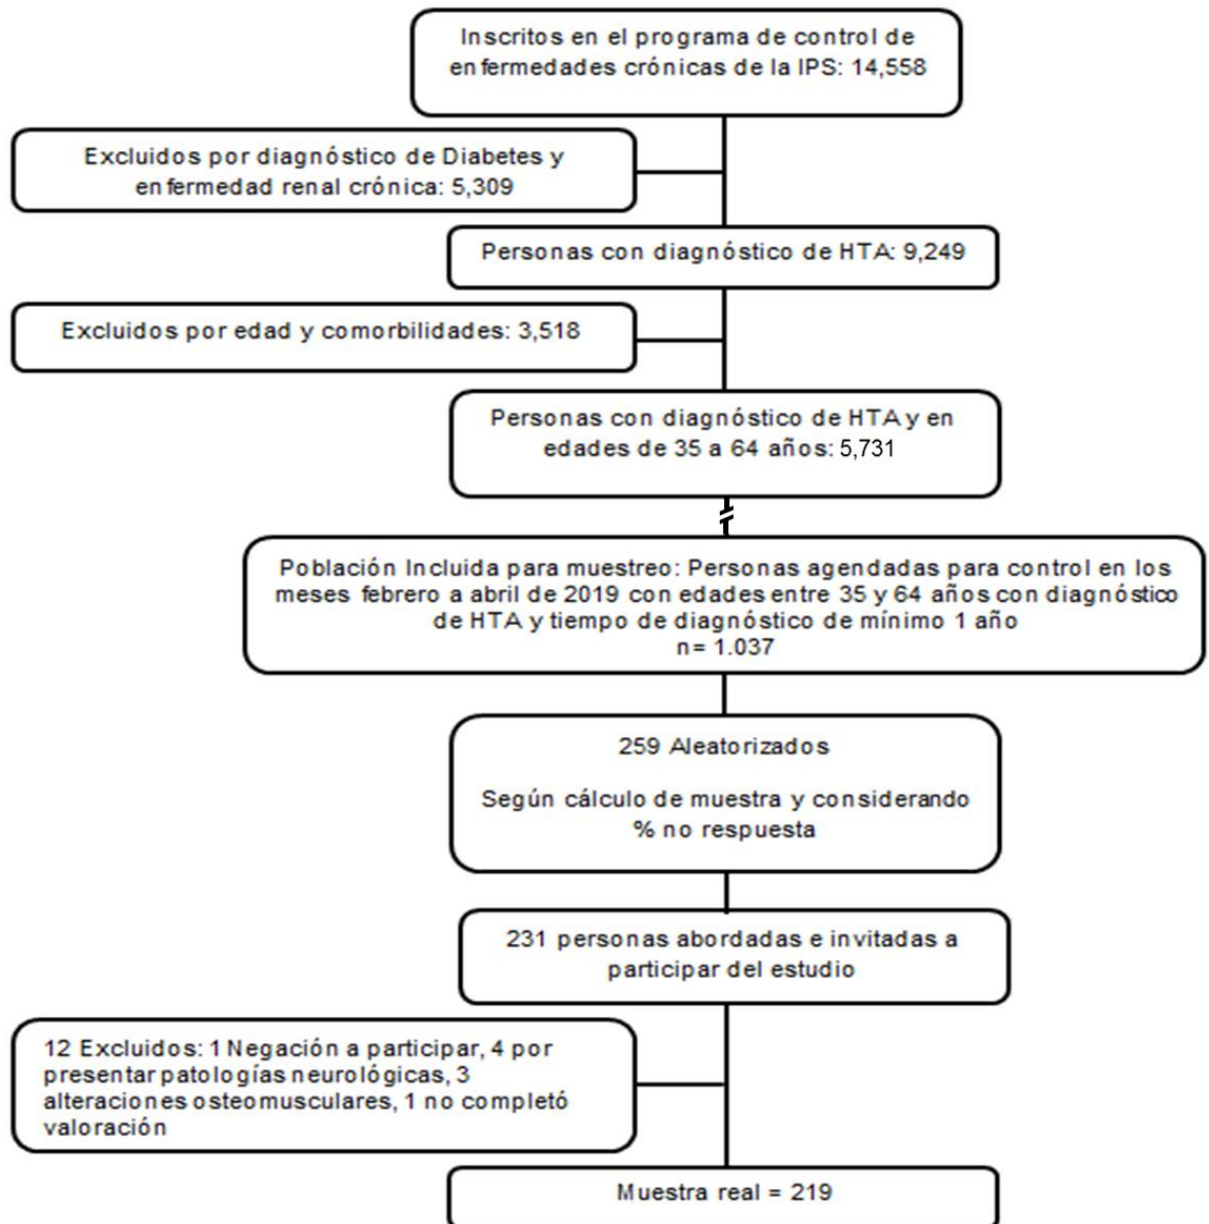 Inscritos en el programa de control de
enfermedades crónicas de la IPS: 14,558
Excluidos por diagnóstico de Diabetes y
enfermedad renal crónica: 5,309
Personas con diagnóstico de HTA: 9,249
Excluidos por edad y comorbilidades: 3,518
Personas con diagnóstico de HTA y en
edades de 35 a 64 años: 5,731
Población Incluida para muestreo: Personas agendadas para control en los
meses febrero a abril de 2019 con edades entre 35 y 64 años con diagnóstico
de HTA y tiempo de diagnóstico de mínimo 1 año
n= 1.037
259 Aleatorizados
Según cálculo de muestra y considerando
% no respuesta
231 personas abordadas e invitadas a
participar del estudio
12 Excluidos: 1 Negación a participar, 4 por
presentar patologías neurológicas, 3
alteraciones osteomusculares, 1 no completó
valoración
Muestra real = 219